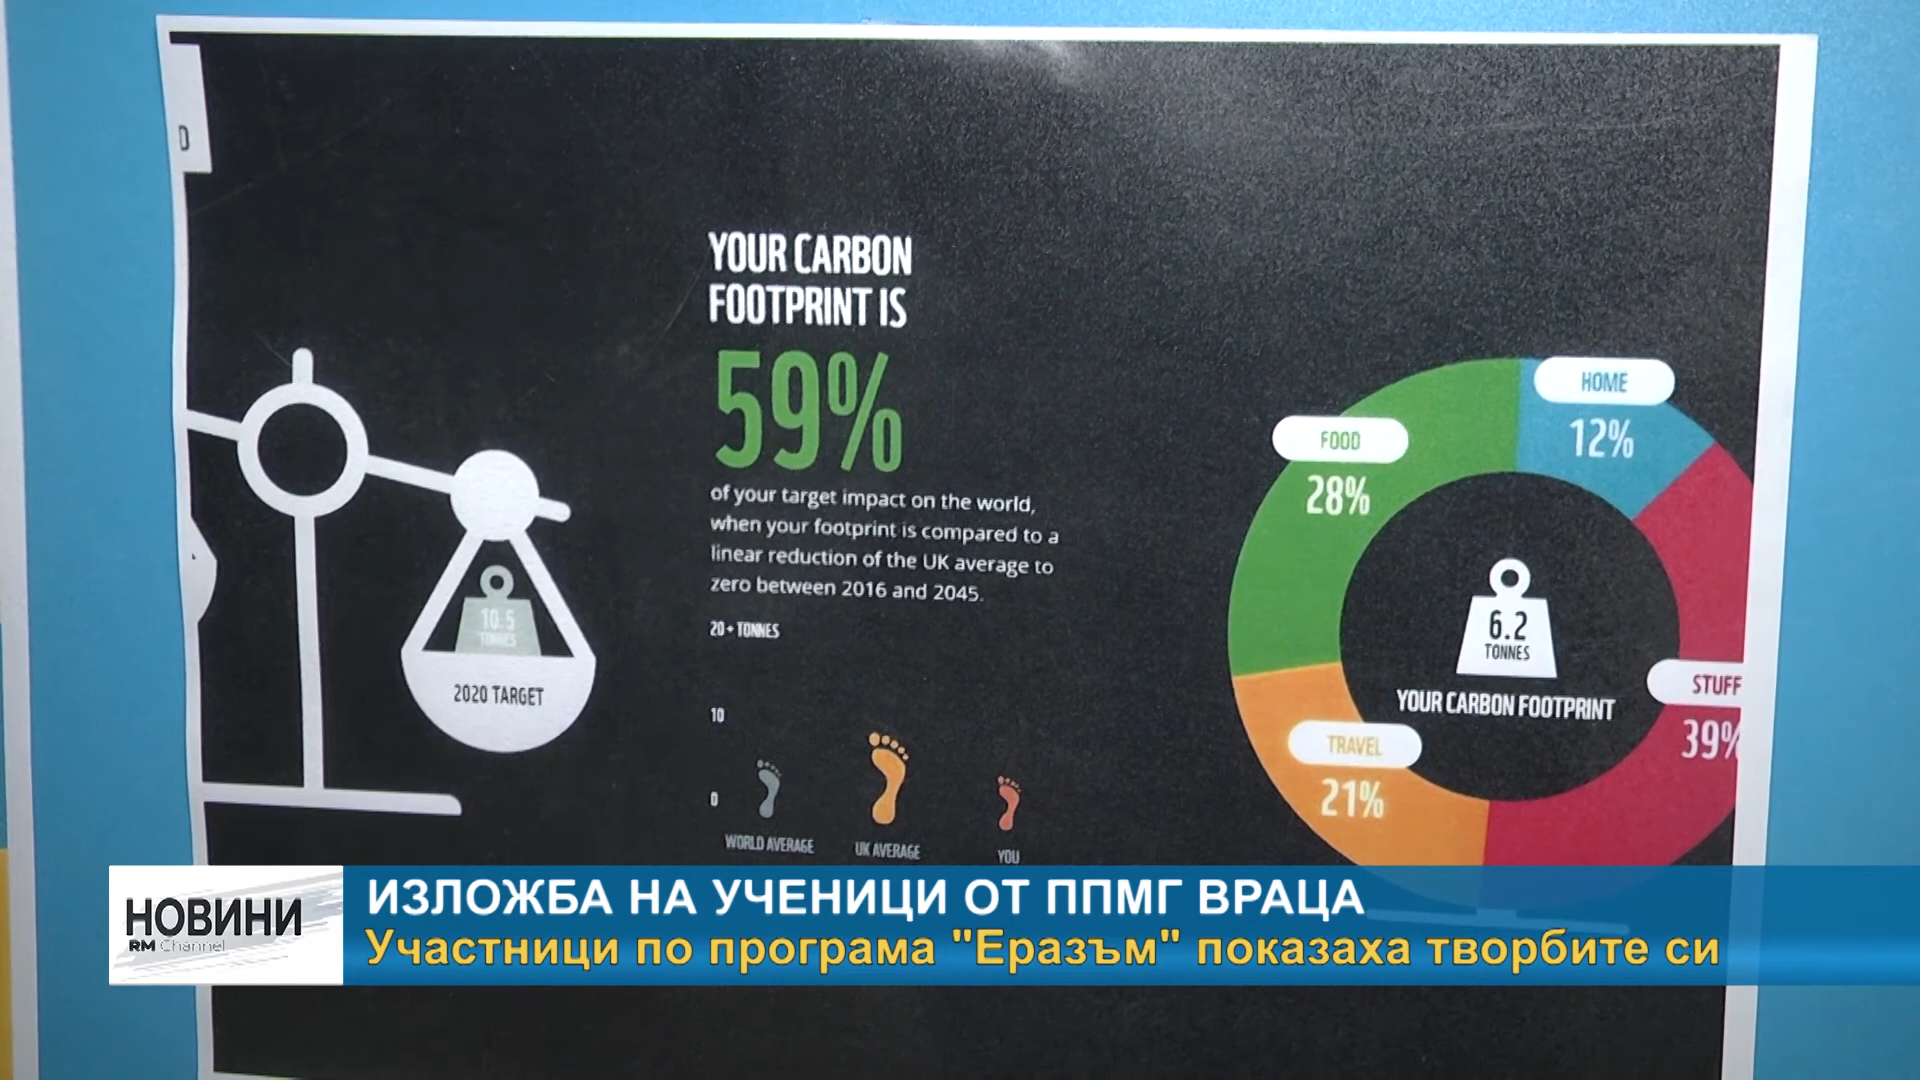 D
YOUR CARBON
FOOTPRINT IS
59%
of your target impact on the world,
when your footprint is compared to a
linear reduction of the UK average to
zero between 2016 and 2045.
20+ TONNES
10
0
WORLD AVERAGE
UK AVERAGE
YOU
10.5
TONNES
2020 TARGET
HOME
12%
FOOD
28%
6.2
TONNES
YOUR CARBON FOOTPRINT
STUFF
39%
TRAVEL
21%
НОВИНИ
RM Channel
ИЗЛОЖБА НА УЧЕНИЦИ ОТ ППМГ ВРАЦА
Участници по програма "Еразъм" показаха творбите си